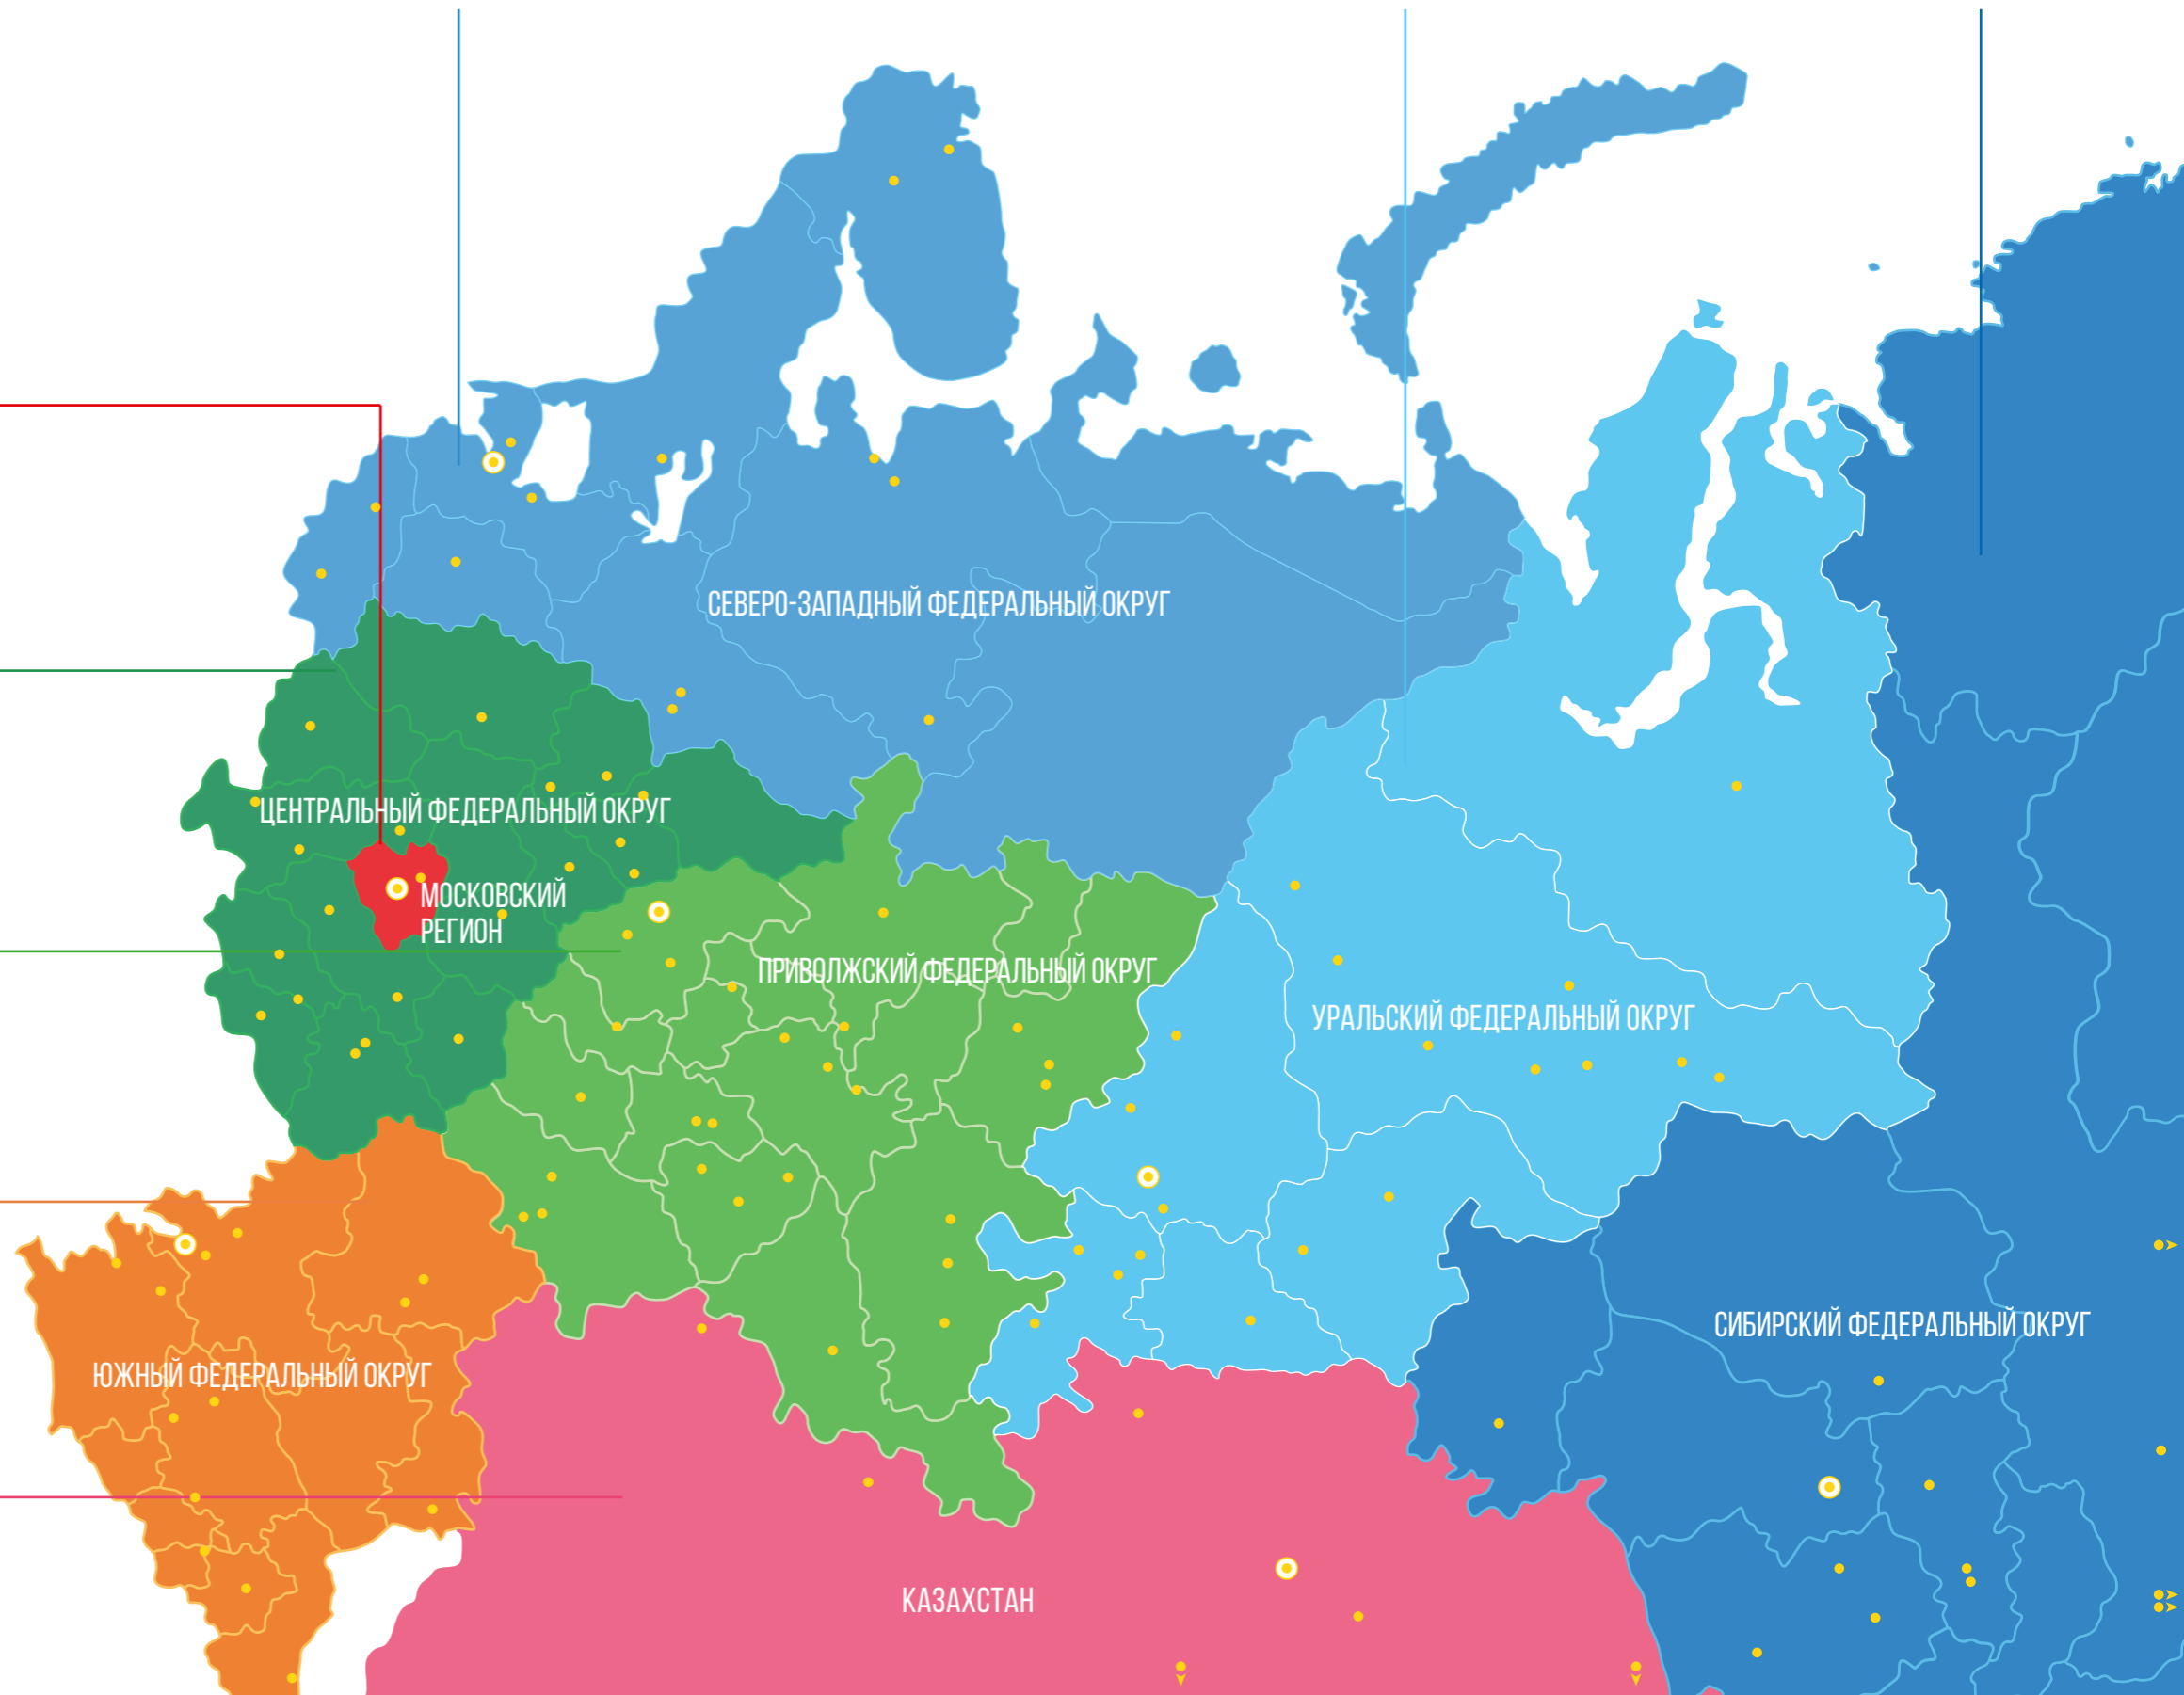 СЕВЕРО-ЗАПАДНЫЙ ФЕДЕРАЛЬНЫЙ ОКРУГ
ЦЕНТРАЛЬНЫЙ ФЕДЕРАЛЬНЫЙ ОКРУГ
МОСКОВСКИЙ
РЕГИОН
ПРИВОЛЖСКИЙ ФЕДЕРАЛЬНЫЙ ОКРУГ
УРАЛЬСКИЙ ФЕДЕРАЛЬНЫЙ ОКРУГ
СИБИРСКИЙ ФЕДЕРАЛЬНЫЙ ОКРУГ
ЮЖНЫЙ ФЕДЕРАЛЬНЫЙ ОКРУГ
КАЗАХСТАН